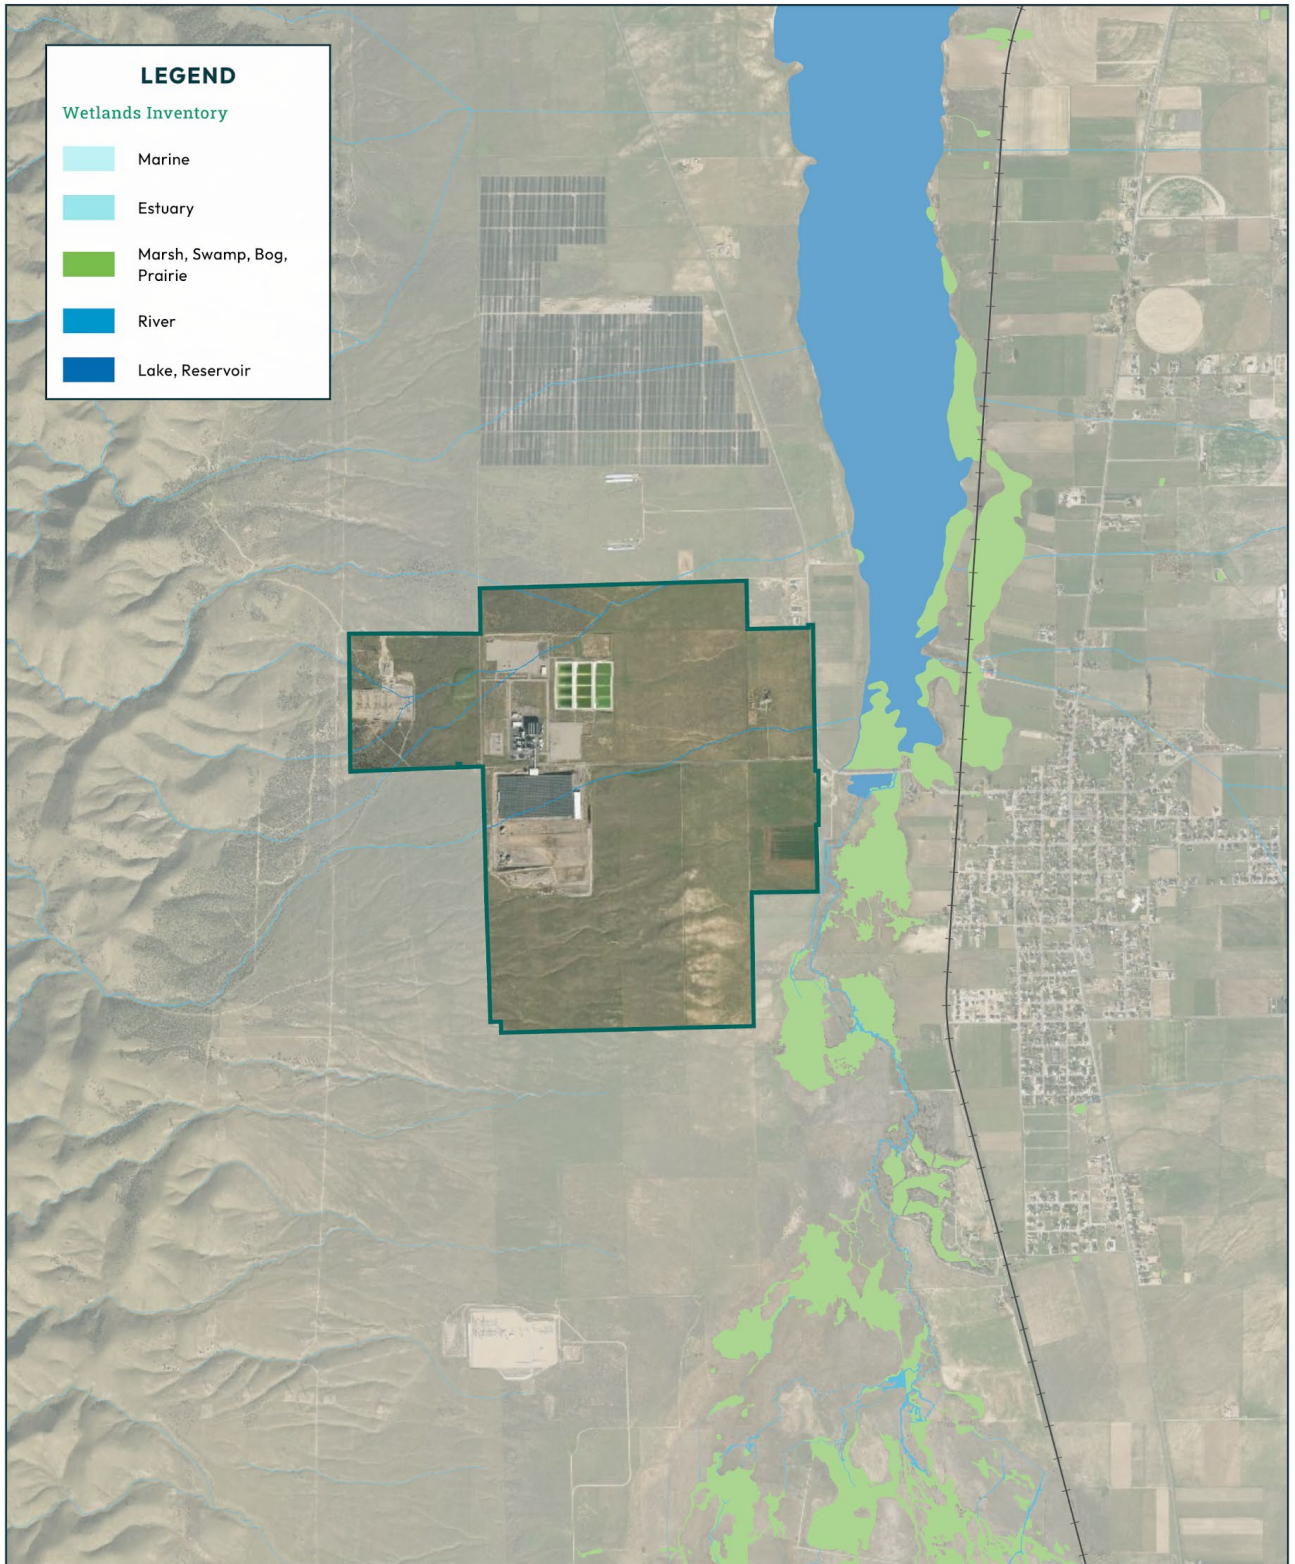 LEGEND
Wetlands Inventory
Marine
Estuary
Marsh, Swamp, Bog,
Prairie
River
Lake, Reservoir